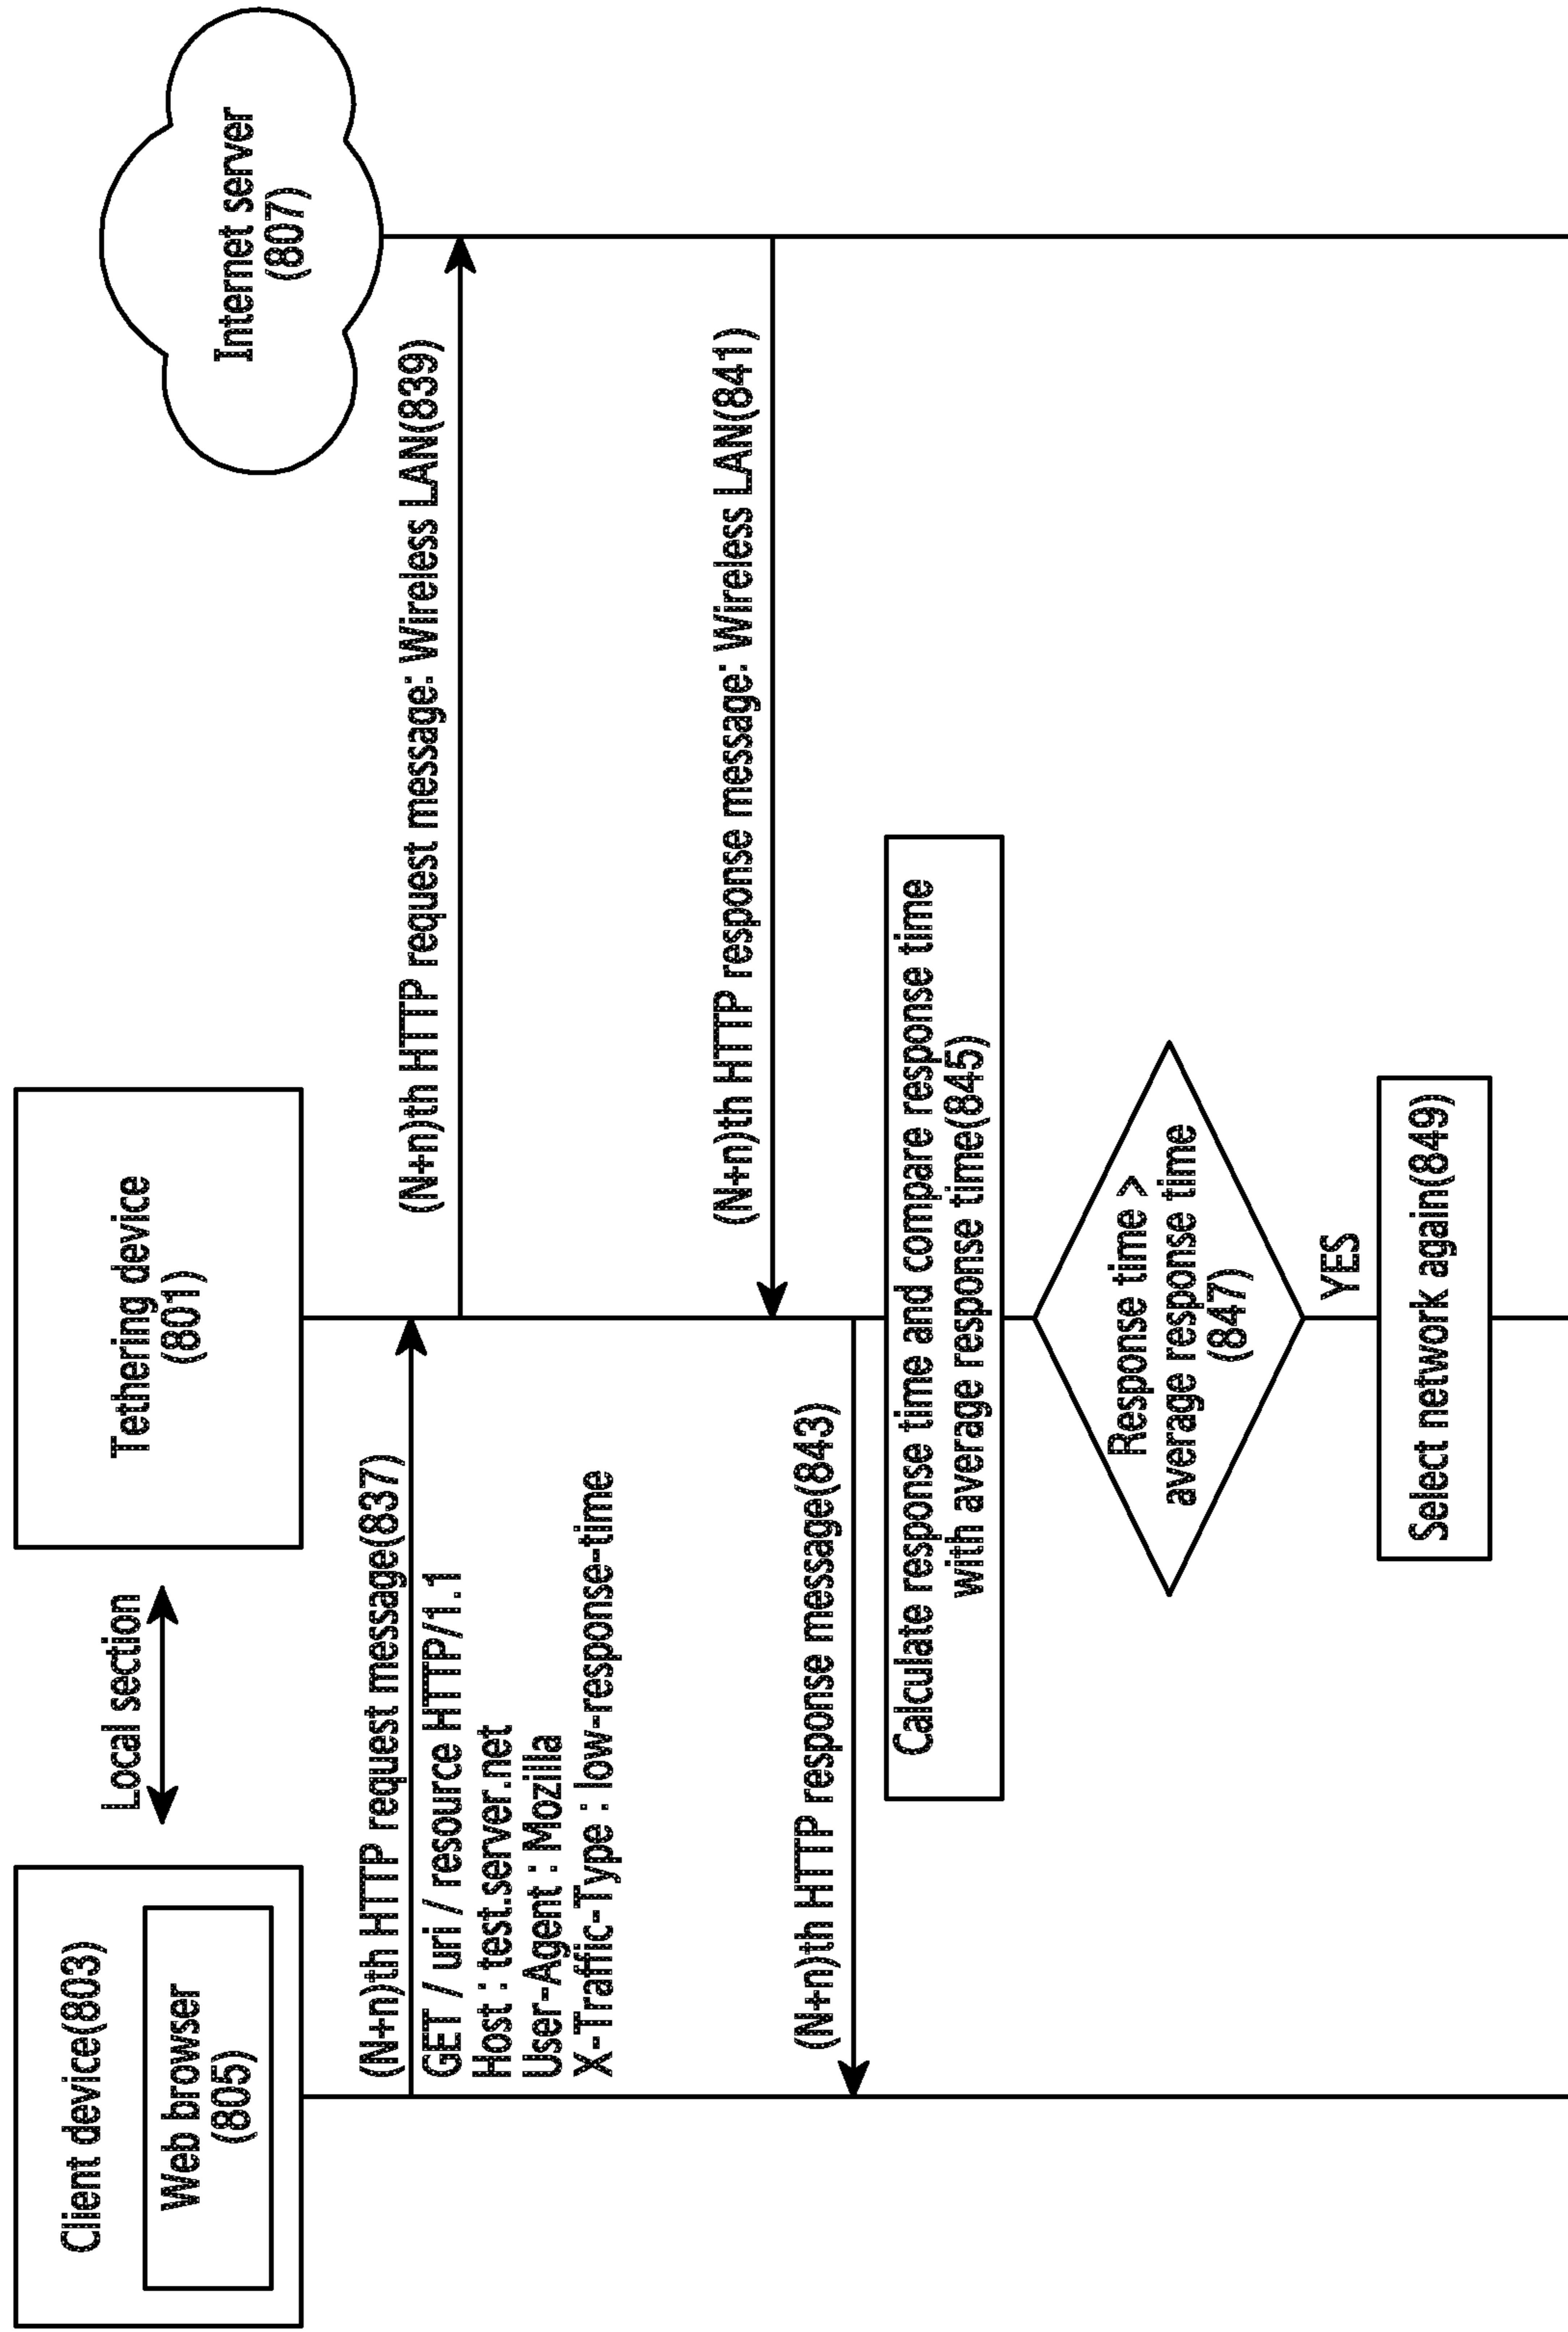 Client device(803)
Web browser
(805)
Local section
Tethering device
(801)
Internet server
(807)
(N+n)th HTTP request message(837)
GET / uri / resource HTTP/1.1
Host : test.server.net
User-Agent : Mozilla
X-Traffic-Type : low-response-time
(N+n)th HTTP request message: Wireless LAN(839)
(N+n)th HTTP response message: Wireless LAN(841)
(N+n)th HTTP response message(843)
Calculate response time and compare response time
with average response time(845)
Response time >
average response time
(847)
YES
Select network again(849)